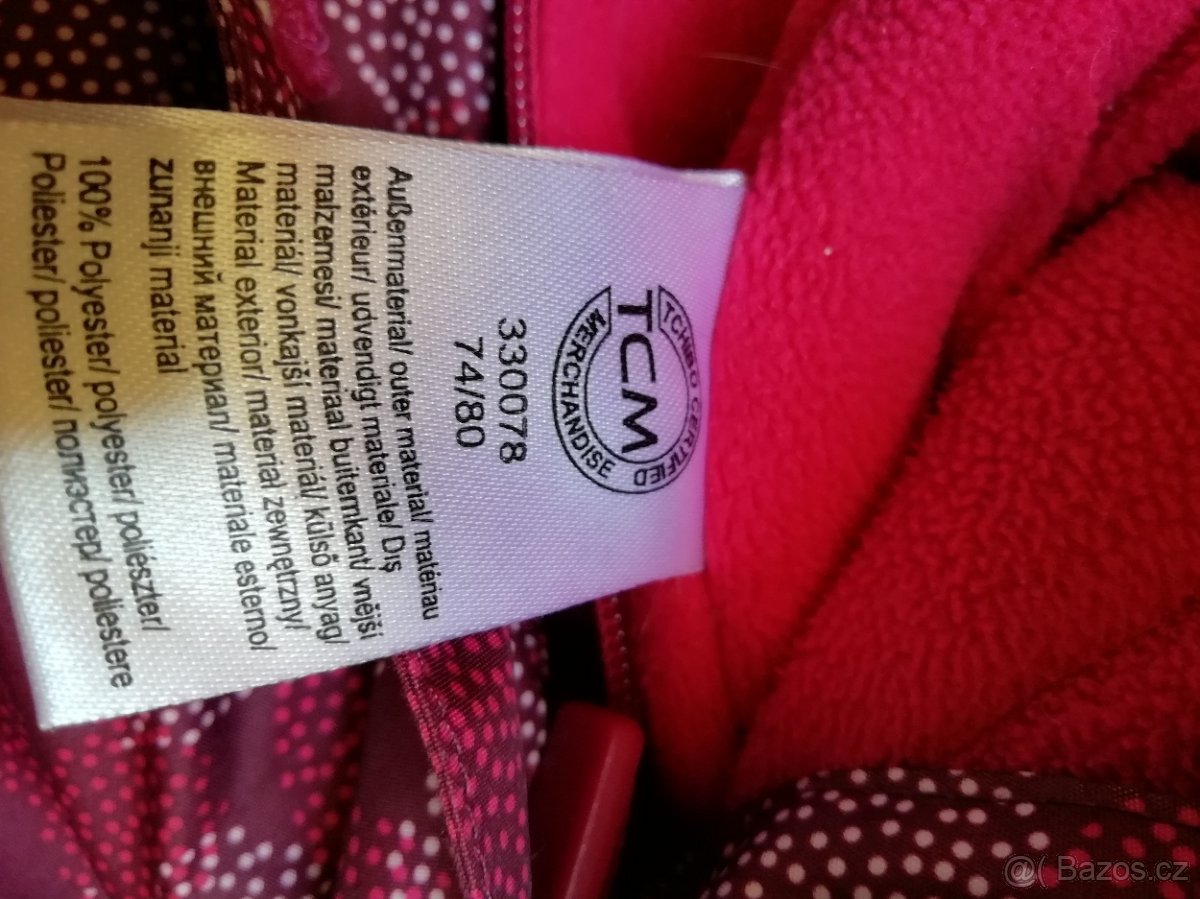 TCHIBO CERTIFIED
TCM
MERCHANDISE
330078
74/80
Außenmaterial/ outer material/ matériau
extérieur/ udvendigt materiale/ Dış
malzemesi/ materiaal buitenkant/ vnější
materiál/ vonkajší materiál/ külső anyag/
Material exterior/ materiał zewnętrzny/
внешний материал/ materiale esterno/
zunanji material
100% Polyester/ polyester/ poliészter/
Poliester/ poliester/ полиэстер/ poliestere
@( Bazos.cz